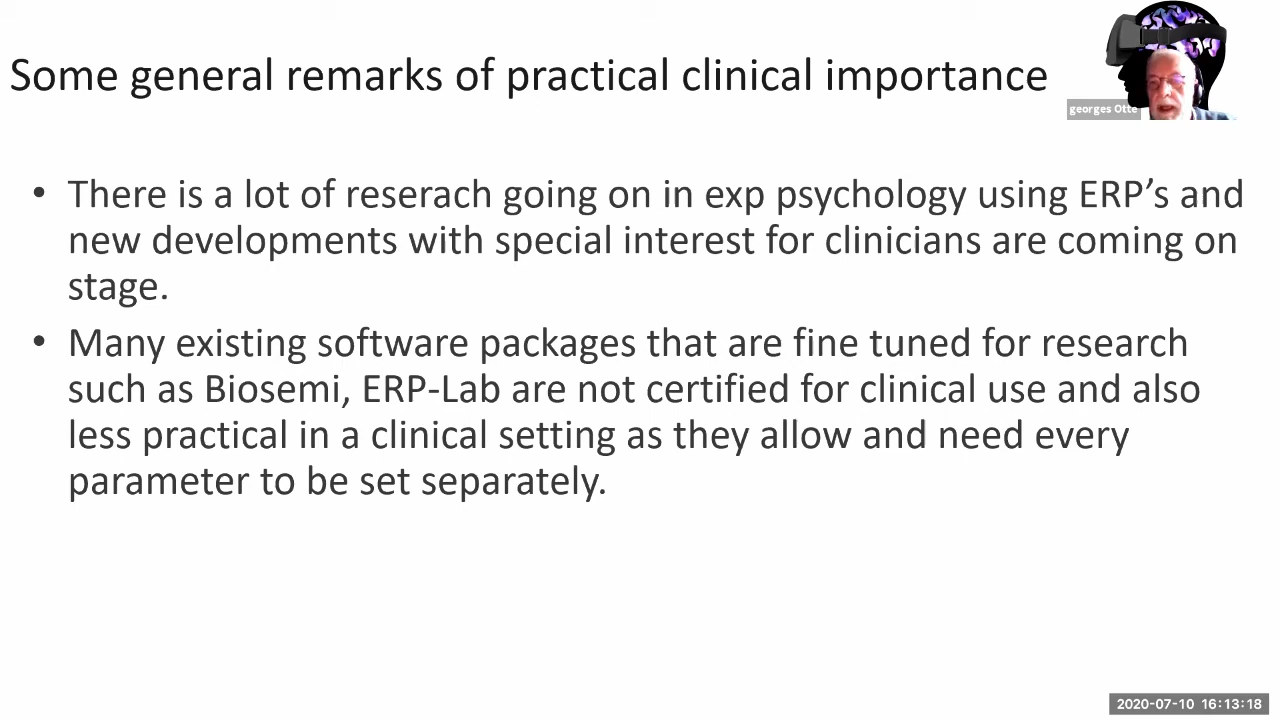 Some general remarks of practical clinical importance
georges Otte
• There is a lot of reserach going on in exp psychology using ERP’s and
new developments with special interest for clinicians are coming on
stage.
• Many existing software packages that are fine tuned for research
such as Biosemi, ERP-Lab are not certified for clinical use and also
less practical in a clinical setting as they allow and need every
parameter to be set separately.
2020-07-10 16:13:18